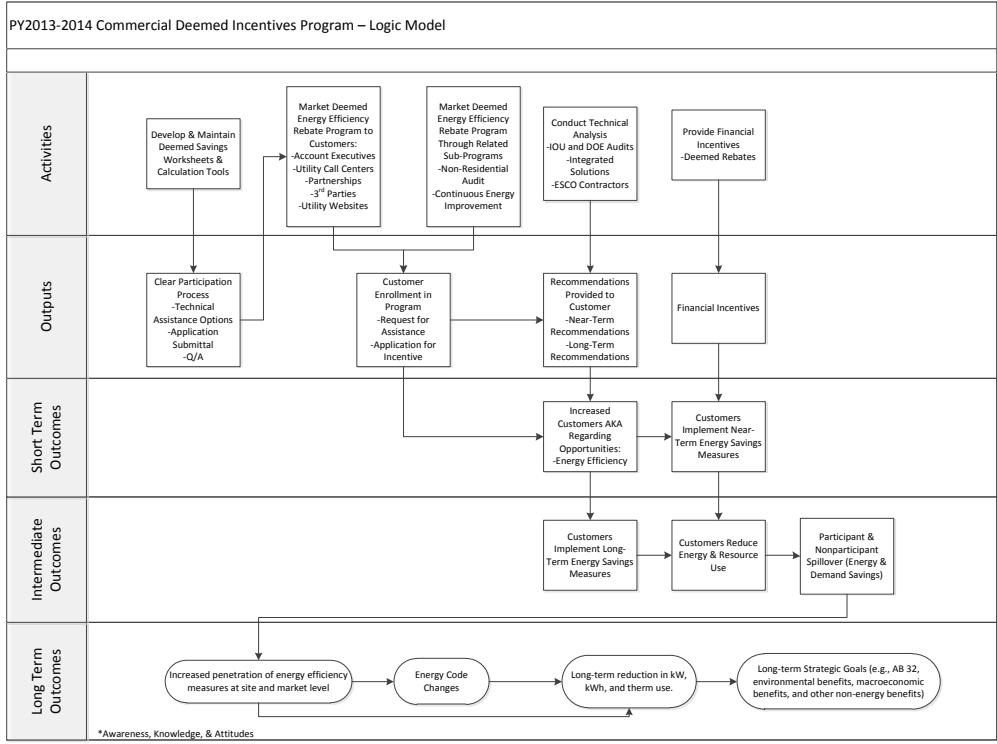 PY2013-2014 Commercial Deemed Incentives Program – Logic Model
Activities
Develop & Maintain
Deemed Savings
Worksheets &
Calculation Tools
Market Deemed
Energy Efficiency
Rebate Program to
Customers:
-Account Executives
-Utility Call Centers
-Partnerships
-3rd Parties
-Utility Websites
Market Deemed
Energy Efficiency
Rebate Program
Through Related
Sub-Programs
-Non-Residential
Audit
-Continuous Energy
Improvement
Conduct Technical
Analysis
-IOU and DOE Audits
-Integrated
Solutions
-ESCO Contractors
Provide Financial
Incentives
-Deemed Rebates
Outputs
Clear Participation
Process
-Technical
Assistance Options
-Application
Submittal
-Q/A
Customer
Enrollment in
Program
-Request for
Assistance
-Application for
Incentive
Recommendations
Provided to
Customer
-Near-Term
Recommendations
-Long-Term
Recommendations
Financial Incentives
Short Term
Outcomes
Increased
Customers AKA
Regarding
Opportunities:
-Energy Efficiency
Customers
Implement Near-
Term Energy Savings
Measures
Intermediate
Outcomes
Customers
Implement Long-
Term Energy Savings
Measures
Customers Reduce
Energy & Resource
Use
Participant &
Nonparticipant
Spillover (Energy &
Demand Savings)
Long Term
Outcomes
Increased penetration of energy efficiency
measures at site and market level
Energy Code
Changes
Long-term reduction in kW,
kWh, and therm use.
Long-term Strategic Goals (e.g., AB 32,
environmental benefits, macroeconomic
benefits, and other non-energy benefits)
*Awareness, Knowledge, & Attitudes